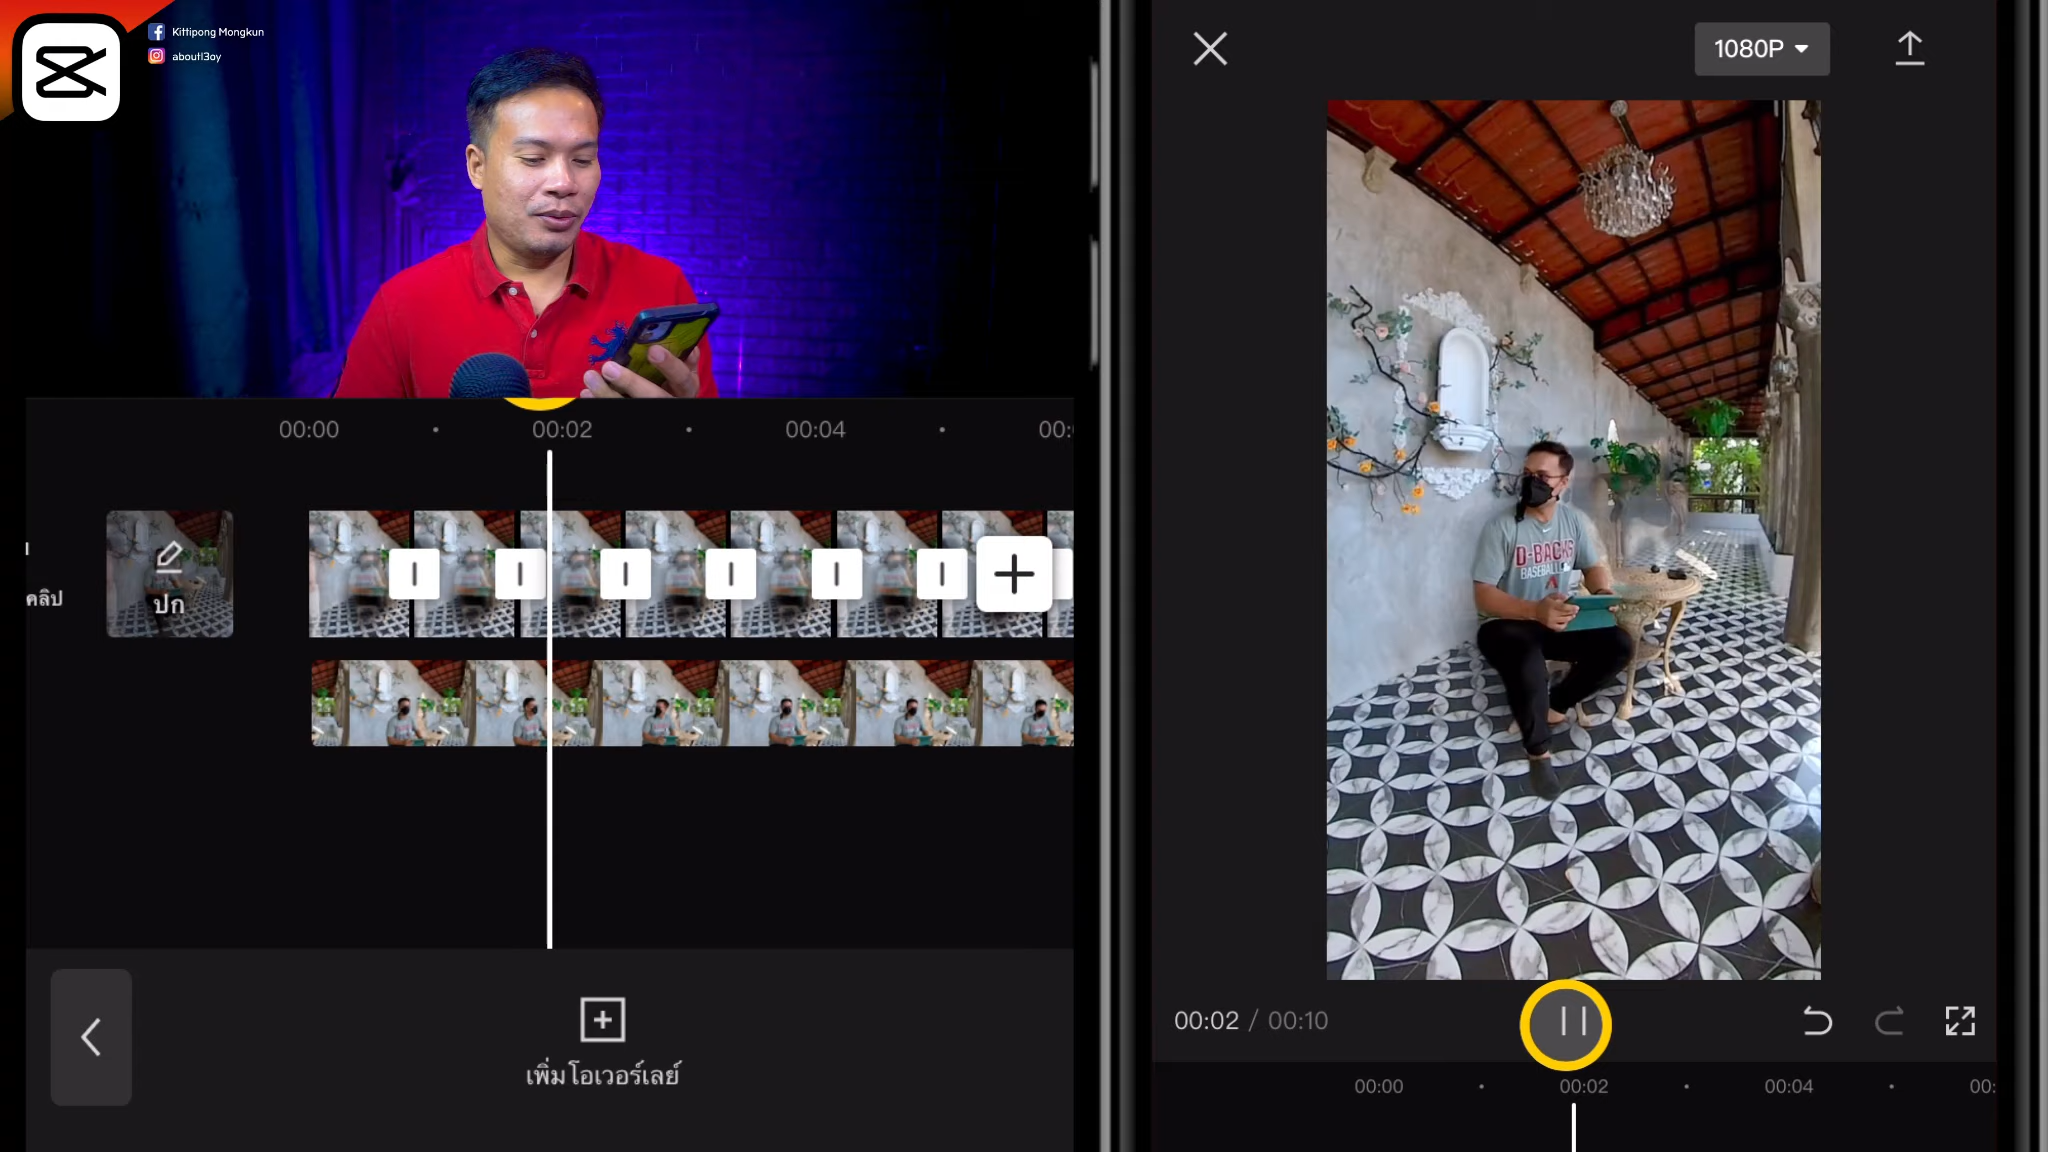 Kittipong Mongkun
aboutl3oy
1080P
00:00
00:02
00:04
คลิป
ปก
D-BACKS
BASEBALL
เพิ่มโอเวอร์เลย์
00:02 / 00:10
00:00
00:02
00:04
00: